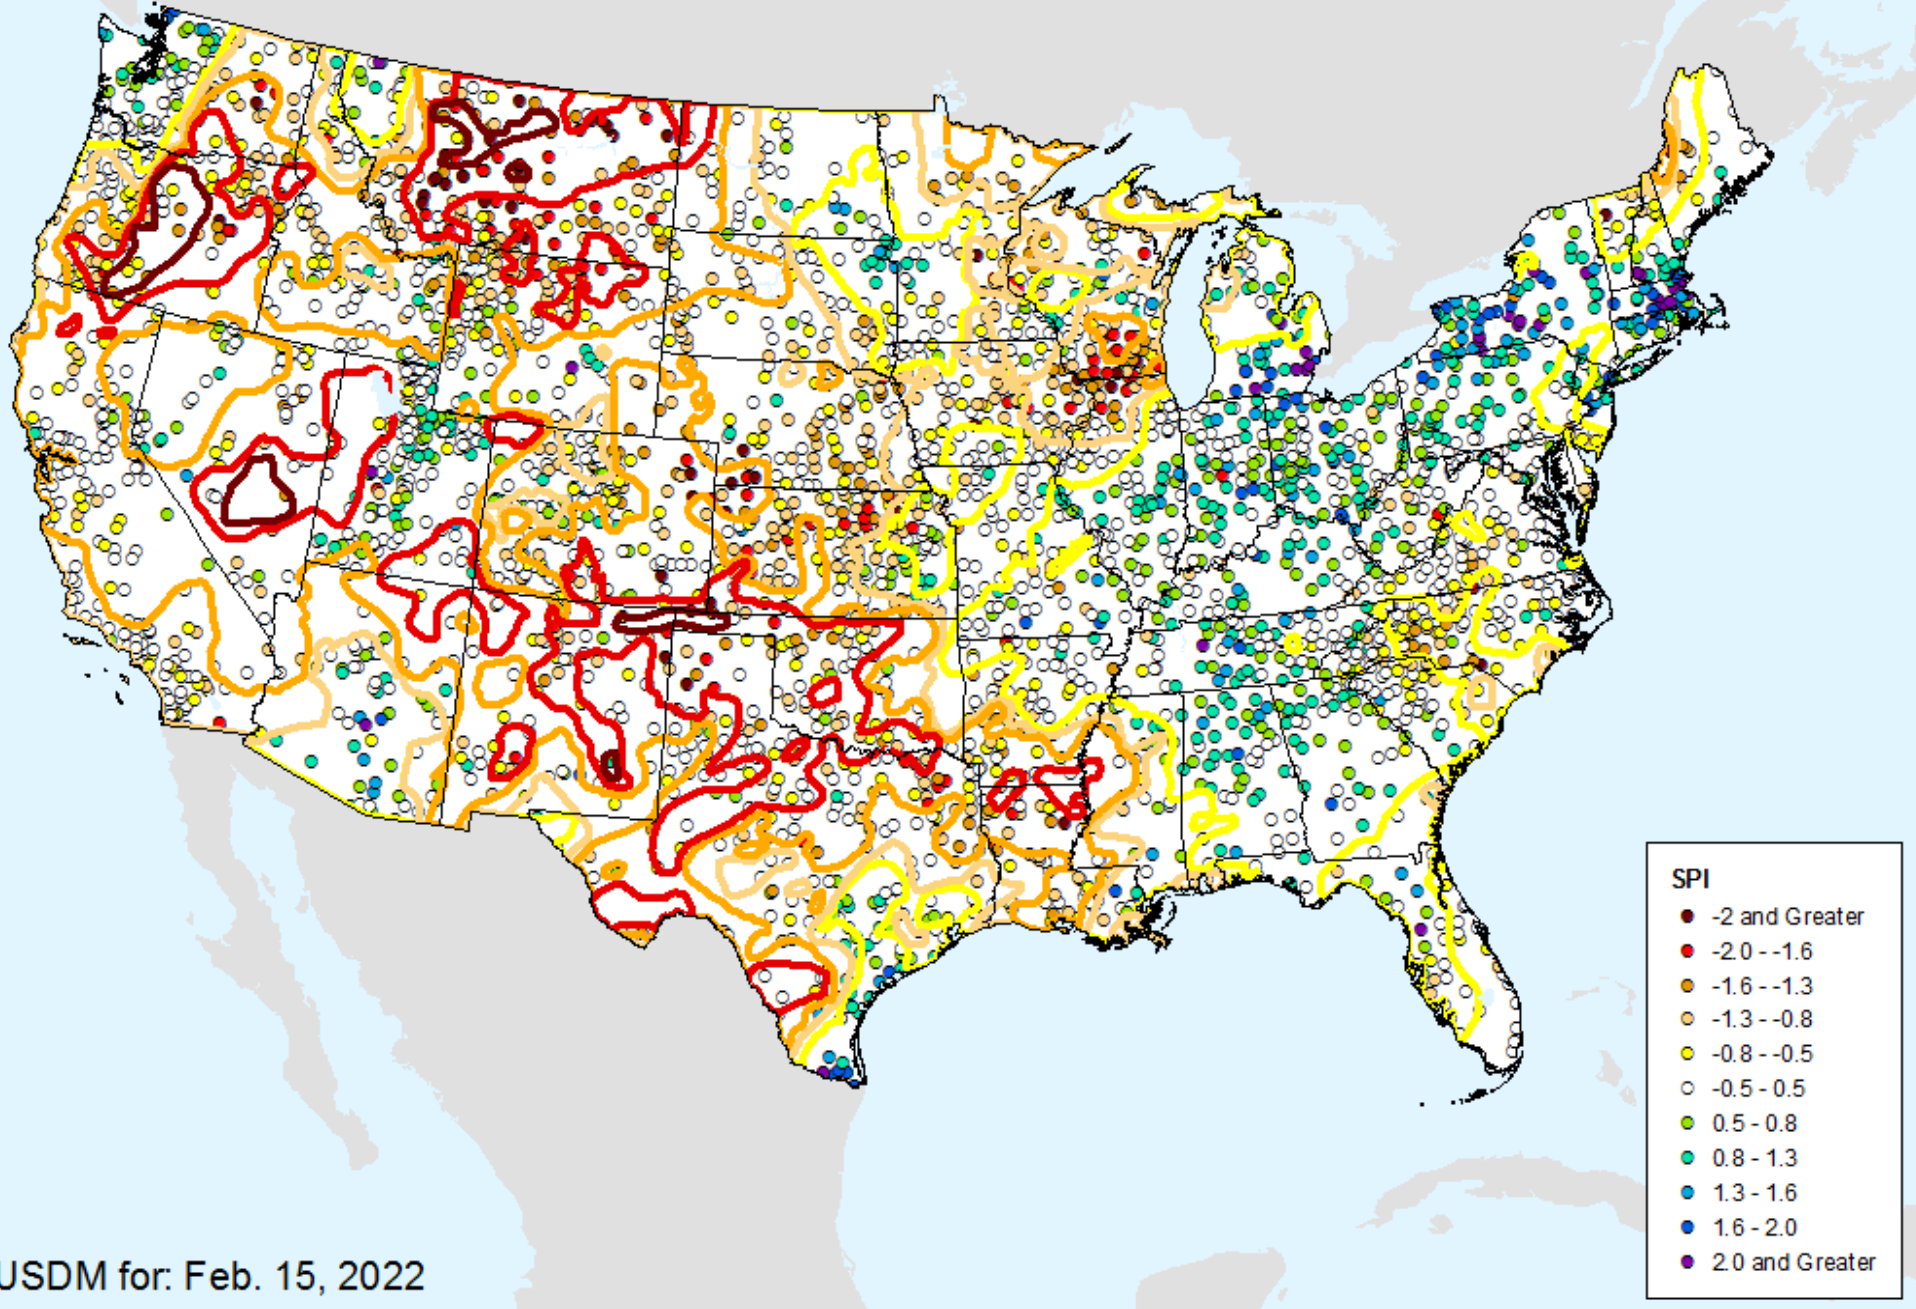 SPI
-2 and Greater
-2.0 - -1.6
-1.6 - -1.3
-1.3 - -0.8
-0.8 - -0.5
-0.5 - 0.5
0.5 - 0.8
0.8 - 1.3
1.3 - 1.6
1.6 - 2.0
2.0 and Greater
USDM for: Feb. 15, 2022